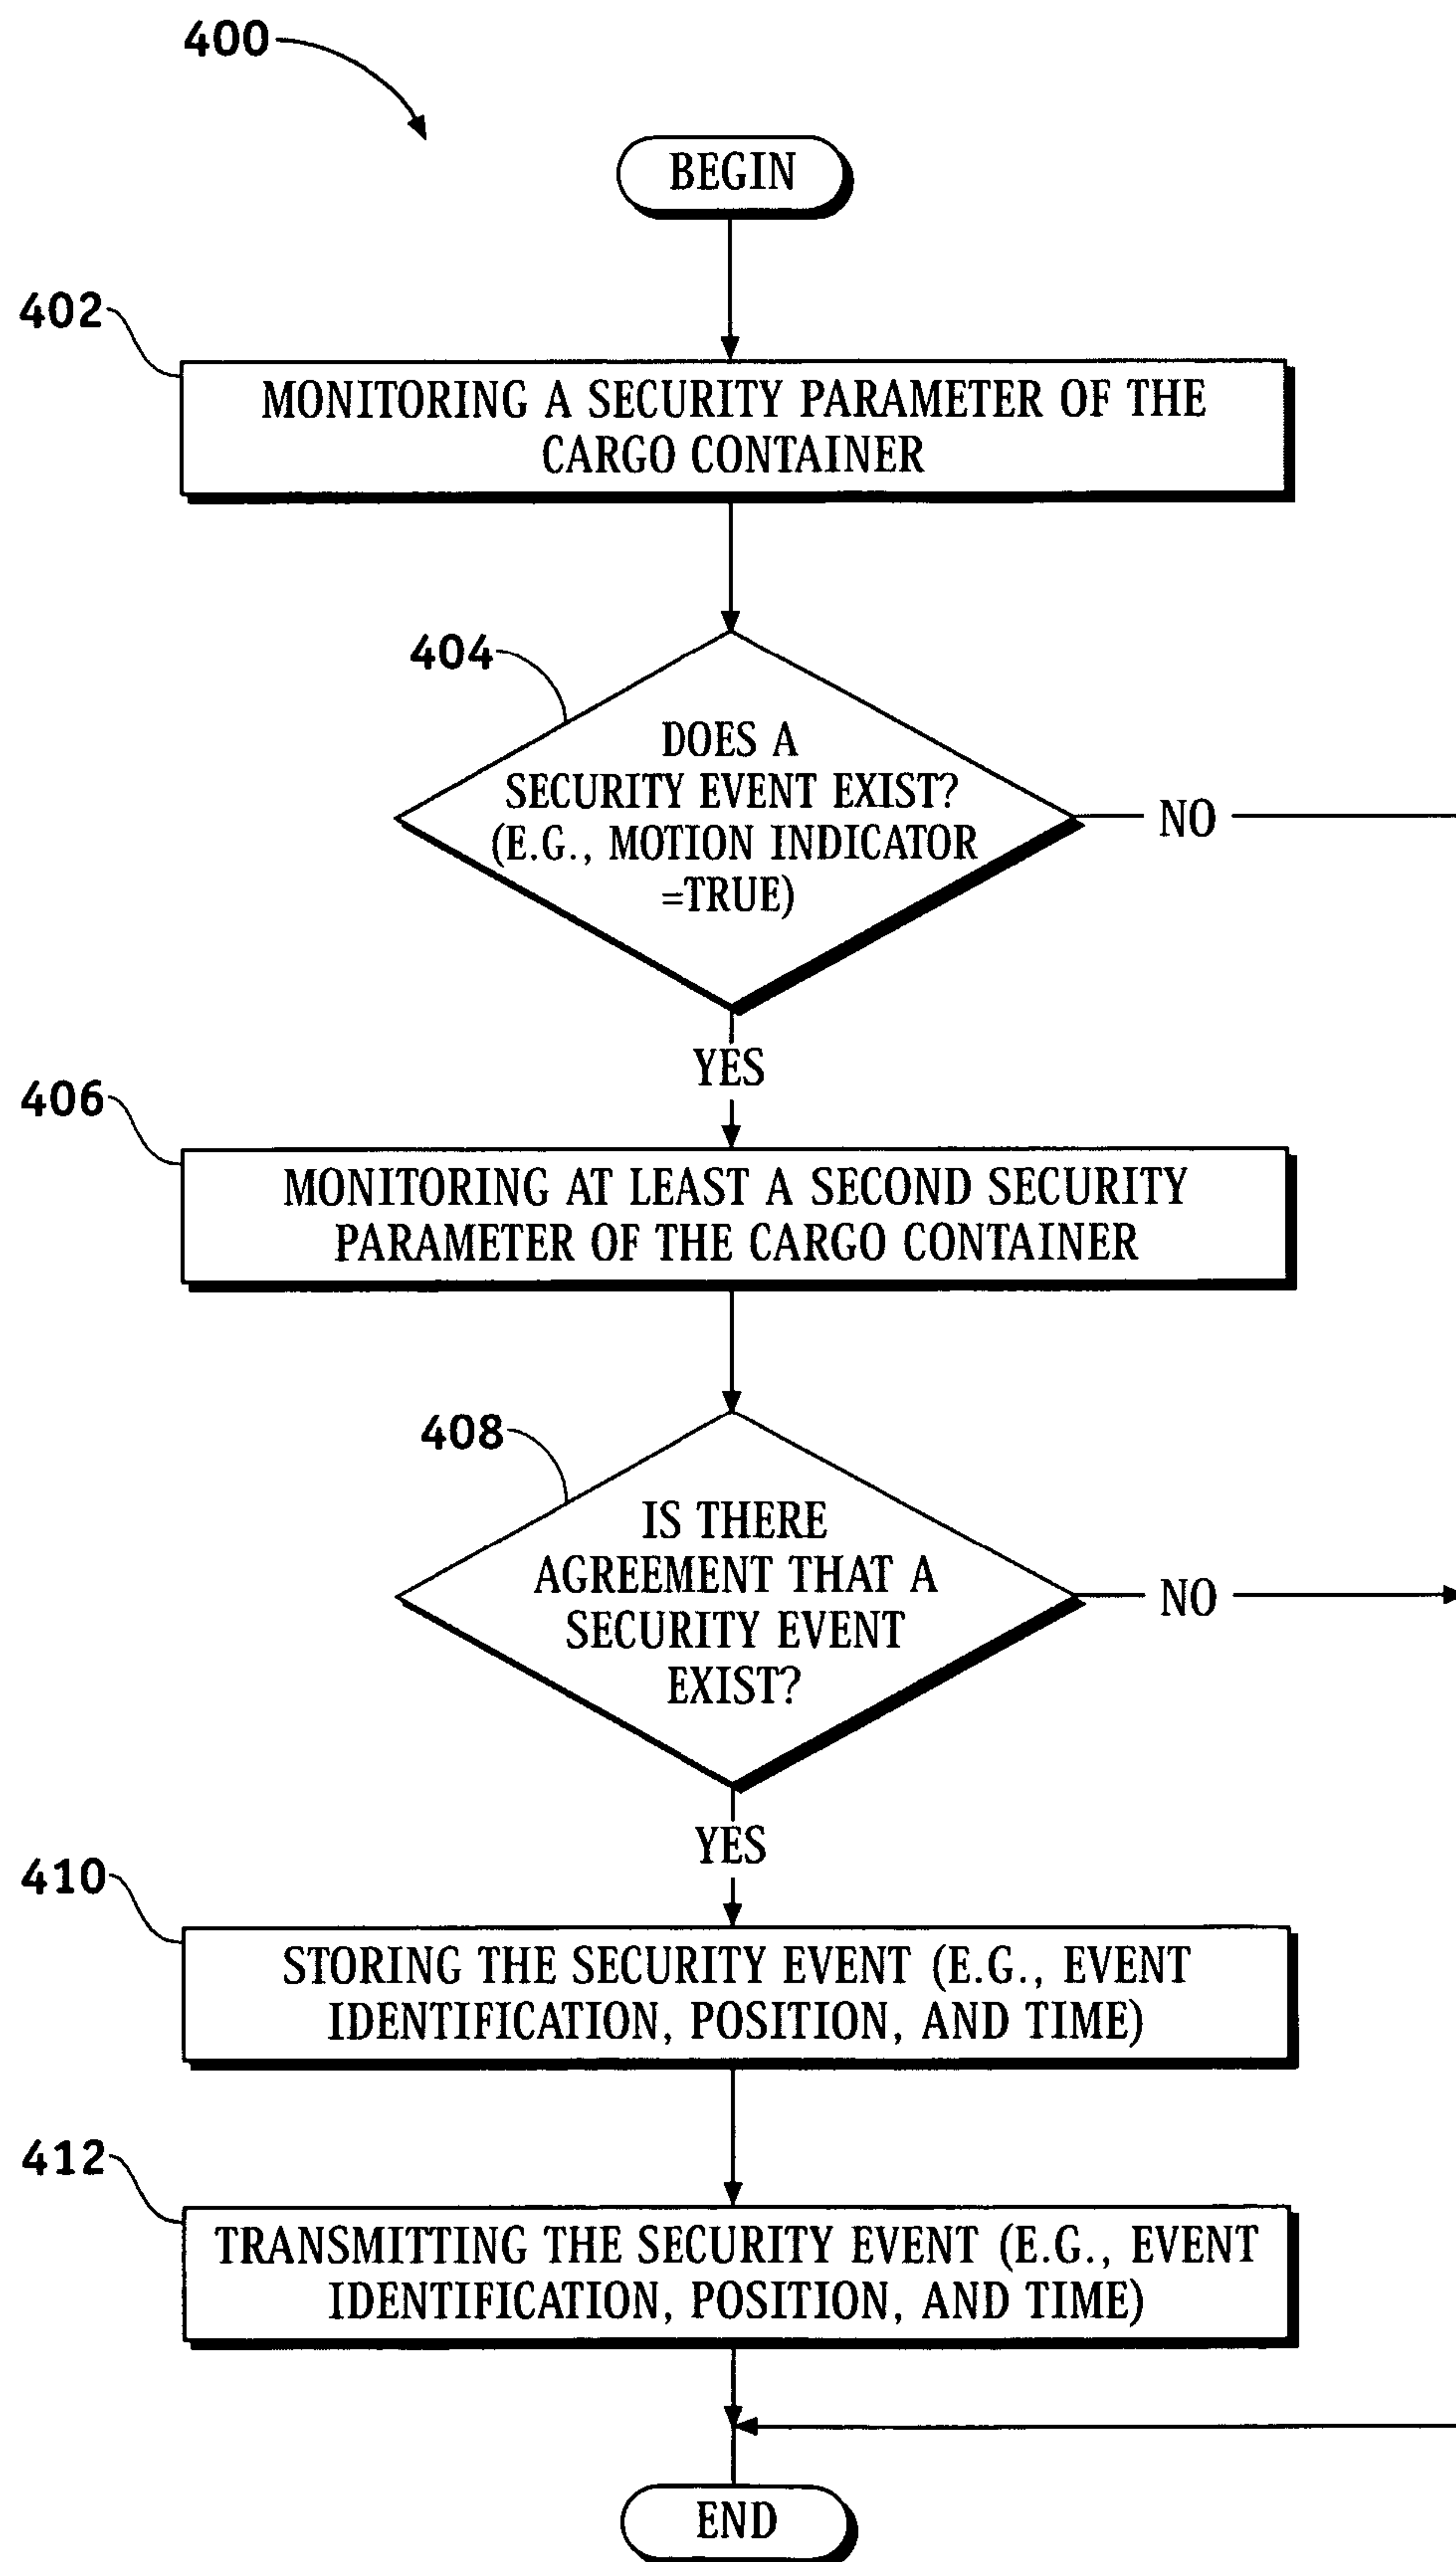 400
BEGIN
402
MONITORING A SECURITY PARAMETER OF THE
CARGO CONTAINER
404
DOES A
SECURITY EVENT EXIST?
(E.G., MOTION INDICATOR
=TRUE)
NO
YES
406
MONITORING AT LEAST A SECOND SECURITY
PARAMETER OF THE CARGO CONTAINER
408
IS THERE
AGREEMENT THAT A
SECURITY EVENT
EXIST?
NO
YES
410
STORING THE SECURITY EVENT (E.G., EVENT
IDENTIFICATION, POSITION, AND TIME)
412
TRANSMITTING THE SECURITY EVENT (E.G., EVENT
IDENTIFICATION, POSITION, AND TIME)
END